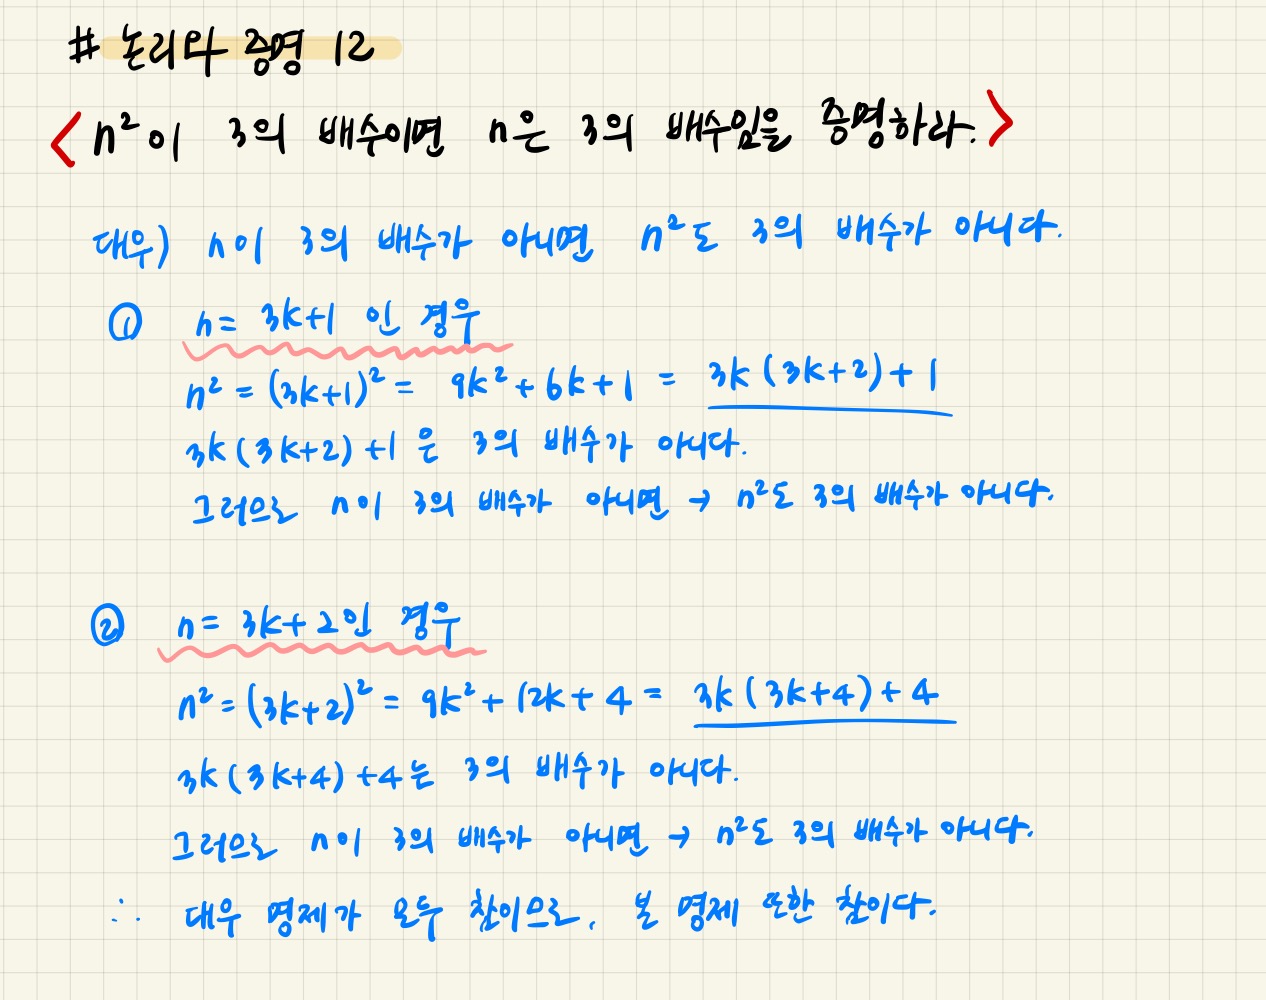 # 논리와 증명 12
<n²이 3의 배수이면 n은 3의 배수임을 증명하라.>
대우) n이 3의 배수가 아니면 n²도 3의 배수가 아니다.
① n = 3k+1 인 경우
n² = (3k+1)² = 9k² + 6k + 1 = 3k(3k+2)+1
3k(3k+2)+1은 3의 배수가 아니다.
그러므로 n이 3의 배수가 아니면 → n²도 3의 배수가 아니다.
② n = 3k+2인 경우
n² = (3k+2)² = 9k² + 12k + 4 = 3k(3k+4)+4
3k(3k+4)+4는 3의 배수가 아니다.
그러므로 n이 3의 배수가 아니면 → n²도 3의 배수가 아니다.
∴ 대우 명제가 모두 참이므로, 본 명제 또한 참이다.